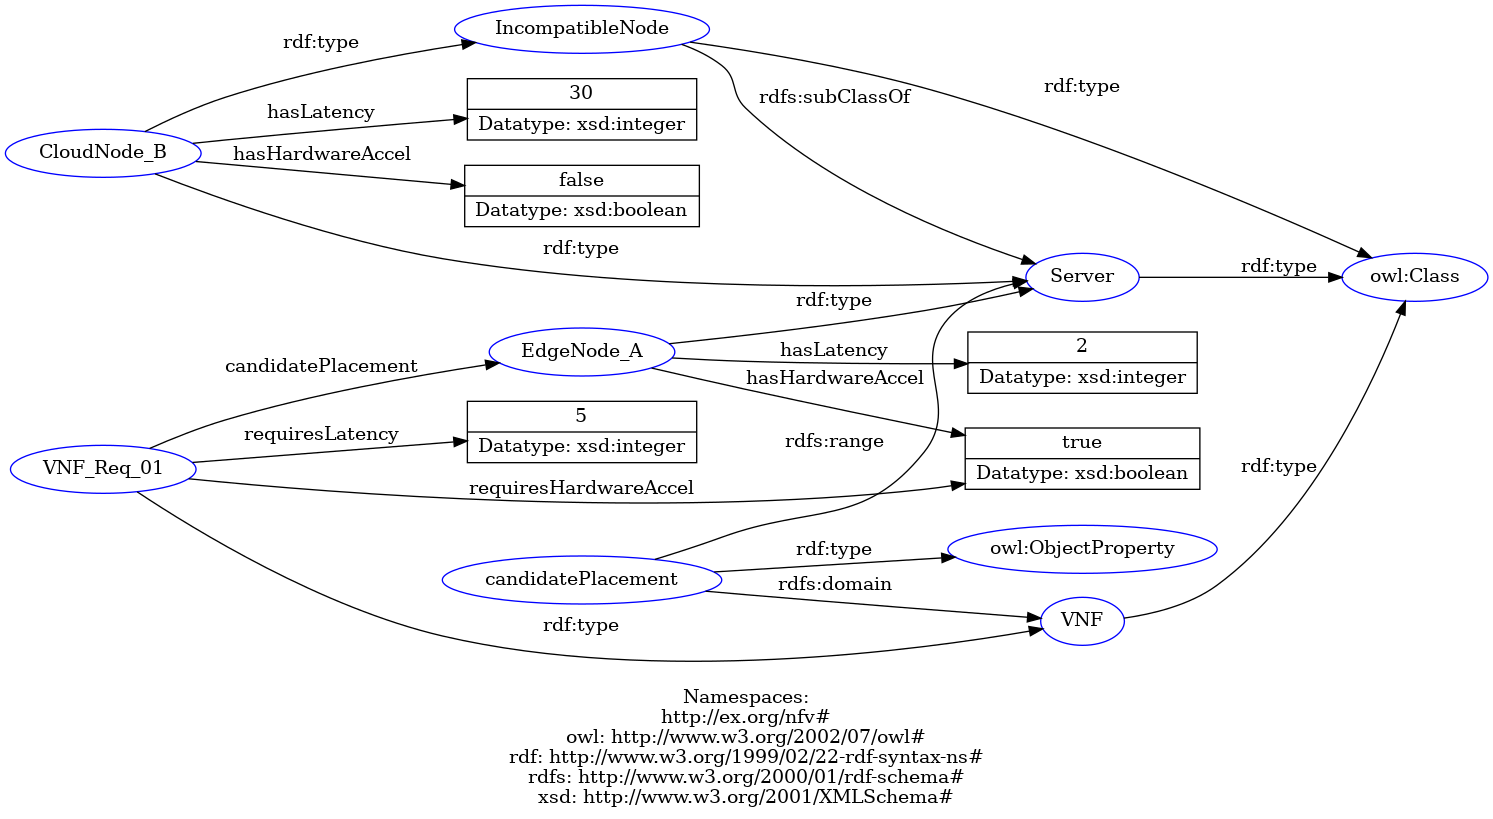 IncompatibleNode
rdf:type
rdf:type
30
Datatype: xsd:integer
rdfs:subClassOf
hasLatency
CloudNode_B
hasHardwareAccel
false
Datatype: xsd:boolean
rdf:type
Server
rdf:type
owl:Class
rdf:type
EdgeNode_A
hasLatency
2
Datatype: xsd:integer
candidatePlacement
hasHardwareAccel
5
Datatype: xsd:integer
requiresLatency
rdfs:range
true
Datatype: xsd:boolean
VNF_Req_01
rdf:type
requiresHardwareAccel
rdf:type
owl:ObjectProperty
candidatePlacement
rdfs:domain
VNF
rdf:type
Namespaces:
http://ex.org/nfv#
owl: http://www.w3.org/2002/07/owl#
rdf: http://www.w3.org/1999/02/22-rdf-syntax-ns#
rdfs: http://www.w3.org/2000/01/rdf-schema#
xsd: http://www.w3.org/2001/XMLSchema#